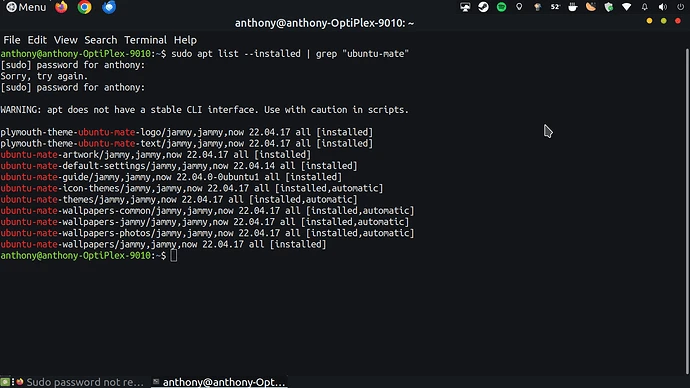 Menu 52°
anthony@anthony-OptiPlex-9010: ~
File Edit View Search Terminal Help
anthony@anthony-OptiPlex-9010:~$ sudo apt list --installed | grep "ubuntu-mate"
[sudo] password for anthony:
Sorry, try again.
[sudo] password for anthony:
WARNING: apt does not have a stable CLI interface. Use with caution in scripts.
plymouth-theme-ubuntu-mate-logo/jammy,jammy,now 22.04.17 all [installed]
plymouth-theme-ubuntu-mate-text/jammy,jammy,now 22.04.17 all [installed]
ubuntu-mate-artwork/jammy,jammy,now 22.04.17 all [installed]
ubuntu-mate-default-settings/jammy,jammy,now 22.04.14 all [installed]
ubuntu-mate-guide/jammy,jammy,now 22.04.0-0ubuntu1 all [installed]
ubuntu-mate-icon-themes/jammy,jammy,now 22.04.17 all [installed,automatic]
ubuntu-mate-themes/jammy,jammy,now 22.04.17 all [installed,automatic]
ubuntu-mate-wallpapers-common/jammy,jammy,now 22.04.17 all [installed,automatic]
ubuntu-mate-wallpapers-jammy/jammy,jammy,now 22.04.17 all [installed,automatic]
ubuntu-mate-wallpapers-photos/jammy,jammy,now 22.04.17 all [installed,automatic]
ubuntu-mate-wallpapers/jammy,jammy,now 22.04.17 all [installed]
anthony@anthony-OptiPlex-9010:~$
Sudo password not re... anthony@anthony-Opt...